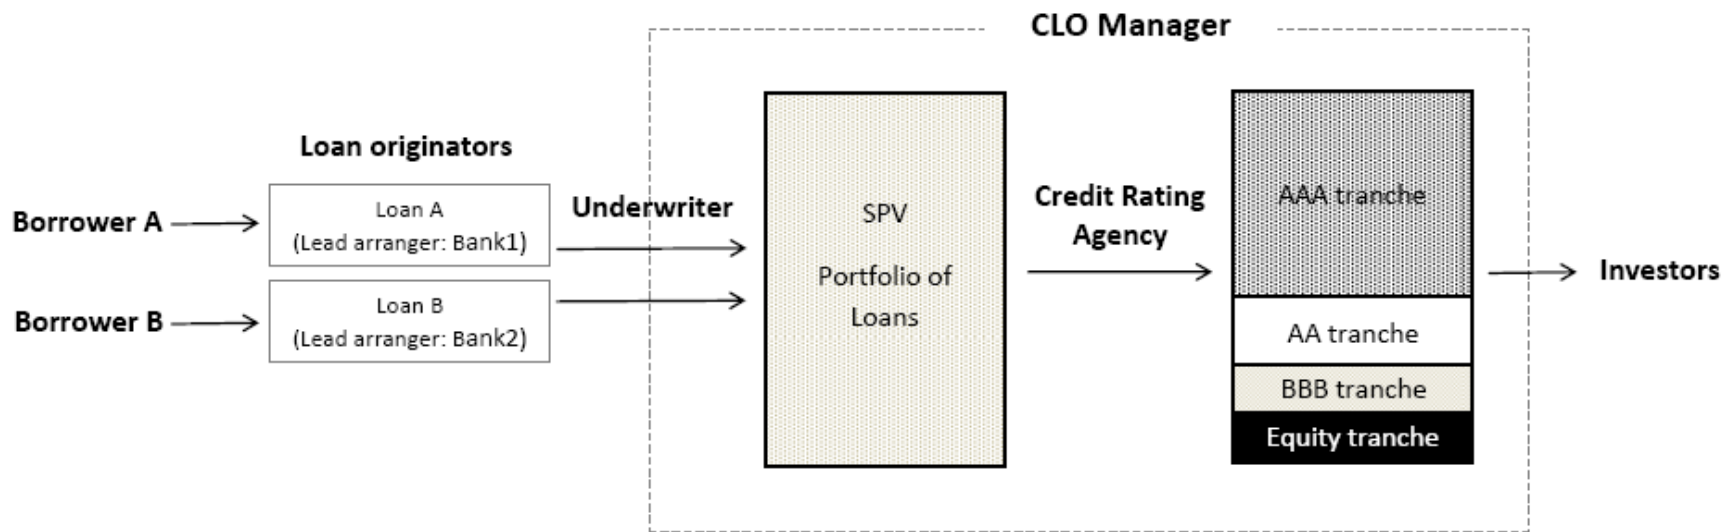 CLO Manager
Loan originators
Borrower A
Loan A
(Lead arranger: Bank1)
Borrower B
Loan B
(Lead arranger: Bank2)
Underwriter
SPV
Portfolio of
Loans
Credit Rating
Agency
AAA tranche
AA tranche
BBB tranche
Equity tranche
Investors